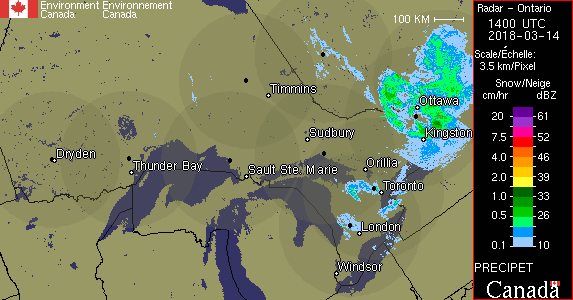 Environment Environnement
Canada Canada
100 KM
Timmins
Ottawa
Sudbury
Kingston
Dryden
Thunder Bay
Sault Ste. Marie
Orillia
Toronto
London
Windsor
Radar - Ontario
1400 UTC
2018-03-14
Scale/Échelle:
3.5 km/Pixel
Snow/Neige
cm/hr dBZ
20 61
7.5 52
4.0 46
2.0 39
1.0 33
0.5 26
0.1 10
PRECIPET
Canada